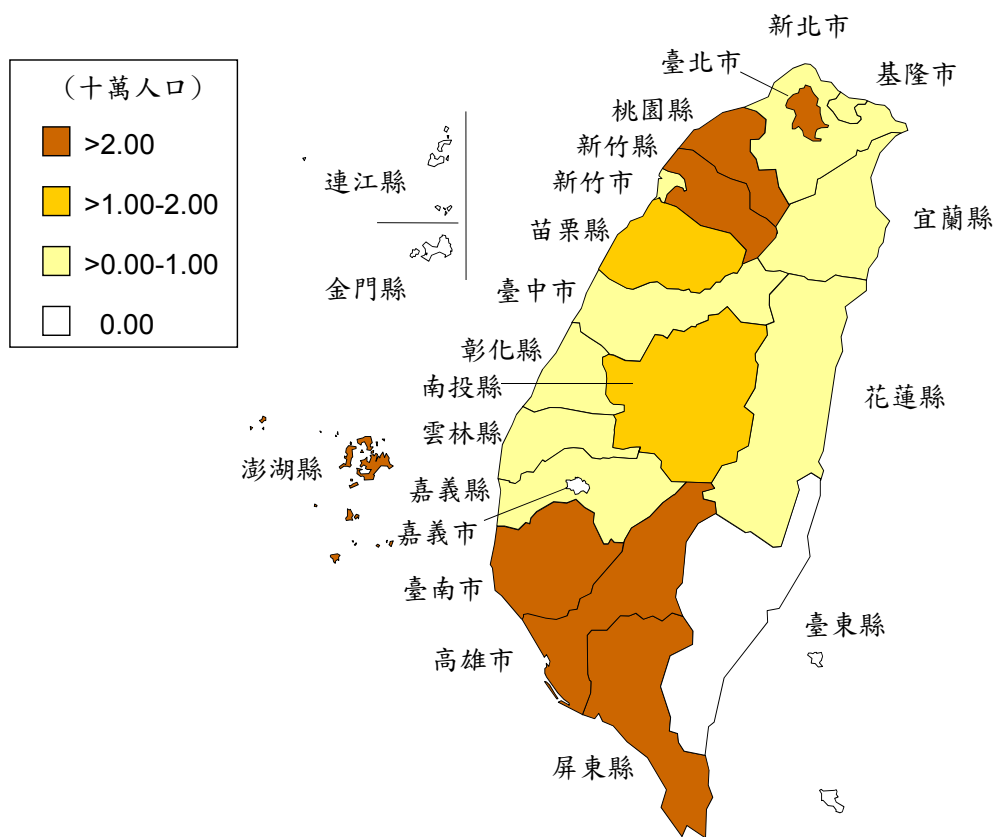 (十萬人口)
>2.00
>1.00-2.00
>0.00-1.00
0.00
新北市
臺北市
基隆市
桃園縣
新竹縣
新竹市
連江縣
苗栗縣
宜蘭縣
金門縣
臺中市
彰化縣
南投縣
花蓮縣
雲林縣
澎湖縣
嘉義縣
嘉義市
臺南市
臺東縣
高雄市
屏東縣